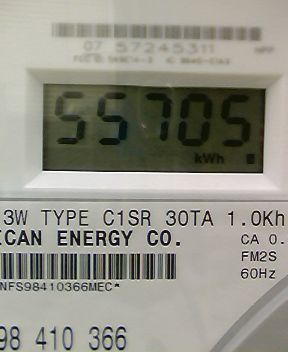 07 57245311
55705
kWh
3W TYPE C1SR 30TA 1.0Kh
ICAN ENERGY CO.
CA 0.
FM2S
60Hz
NFS98410366MEC*
98 410 366